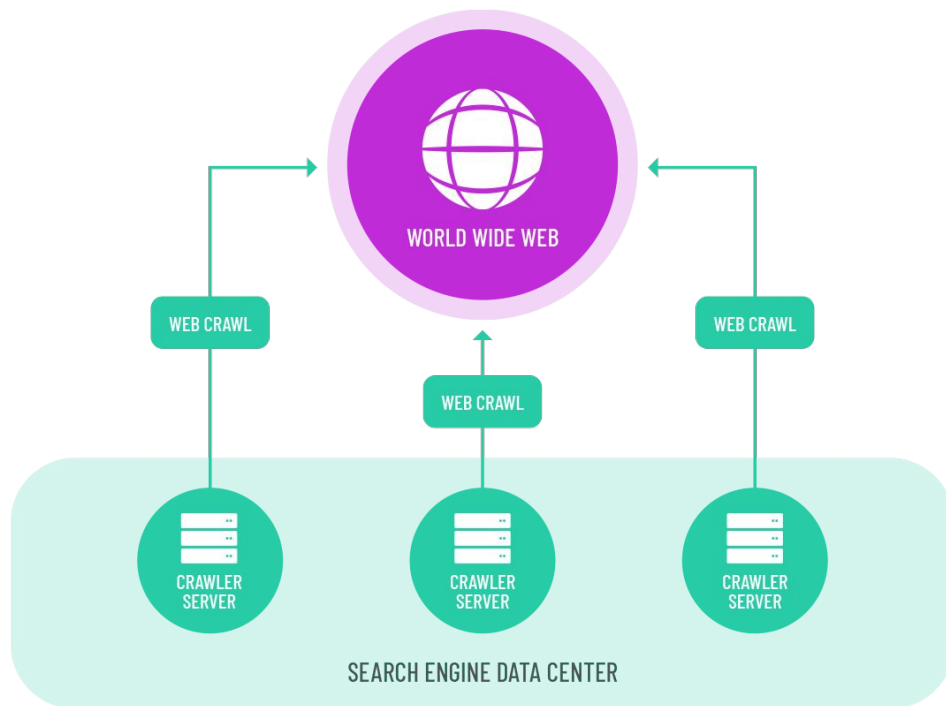 WORLD WIDE WEB
WEB CRAWL
WEB CRAWL
WEB CRAWL
CRAWLER
SERVER
CRAWLER
SERVER
CRAWLER
SERVER
SEARCH ENGINE DATA CENTER